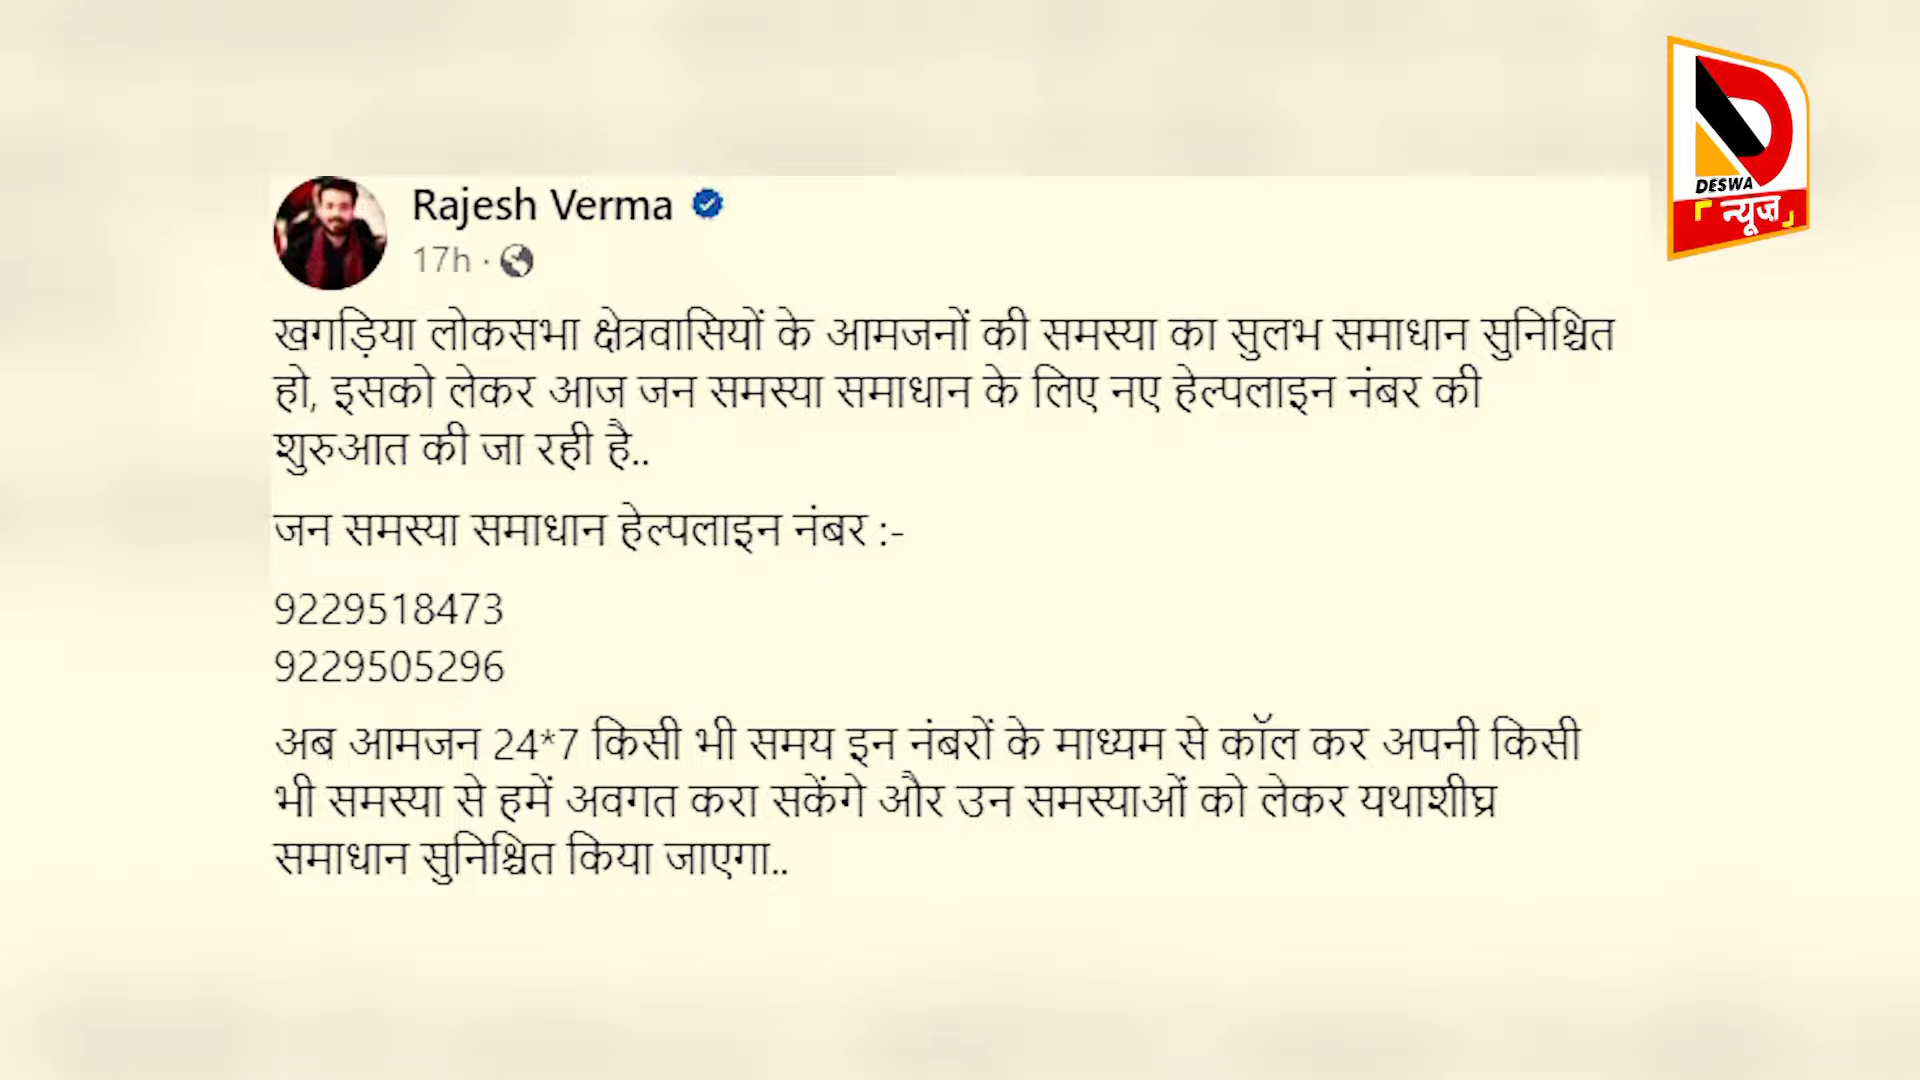 DESWA
न्यूज़
Rajesh Verma
17h ·
खगड़िया लोकसभा क्षेत्रवासियों के आमजनों की समस्या का सुलभ समाधान सुनिश्चित
हो, इसको लेकर आज जन समस्या समाधान के लिए नए हेल्पलाइन नंबर की
शुरुआत की जा रही है..
जन समस्या समाधान हेल्पलाइन नंबर :-
9229518473
9229505296
अब आमजन 24*7 किसी भी समय इन नंबरों के माध्यम से कॉल कर अपनी किसी
भी समस्या से हमें अवगत करा सकेंगे और उन समस्याओं को लेकर यथाशीघ्र
समाधान सुनिश्चित किया जाएगा..